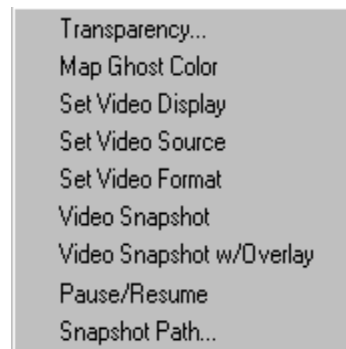 Transparency...
Map Ghost Color
Set Video Display
Set Video Source
Set Video Format
Video Snapshot
Video Snapshot w/Overlay
Pause/Resume
Snapshot Path...